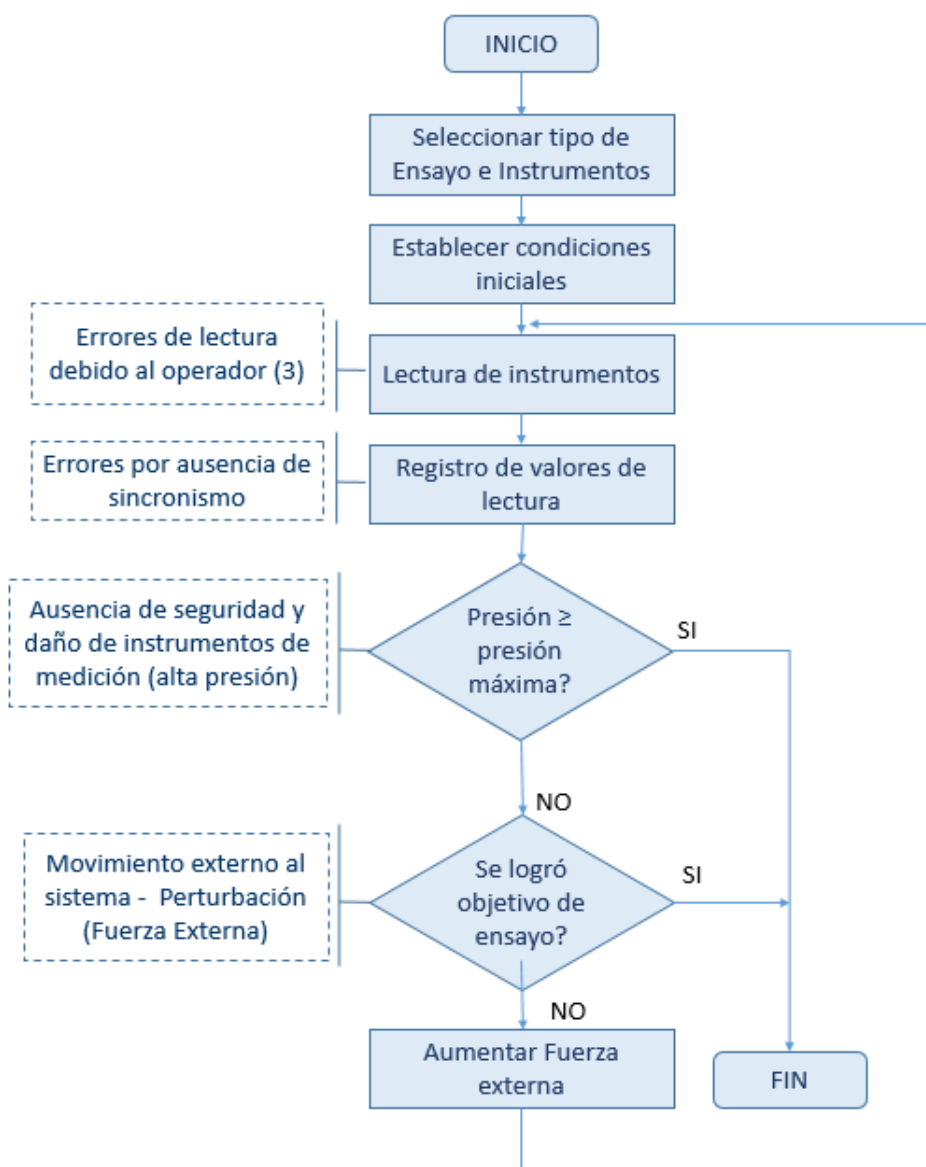 INICIO
Seleccionar tipo de
Ensayo e Instrumentos
Establecer condiciones
iniciales
Errores de lectura
debido al operador (3)
Lectura de instrumentos
Errores por ausencia de
sincronismo
Registro de valores de
lectura
Ausencia de seguridad y
daño de instrumentos de
medición (alta presión)
Presión ≥
presión
máxima?
SI
NO
Movimiento externo al
sistema - Perturbación
(Fuerza Externa)
Se logró
objetivo de
ensayo?
SI
NO
Aumentar Fuerza
externa
FIN